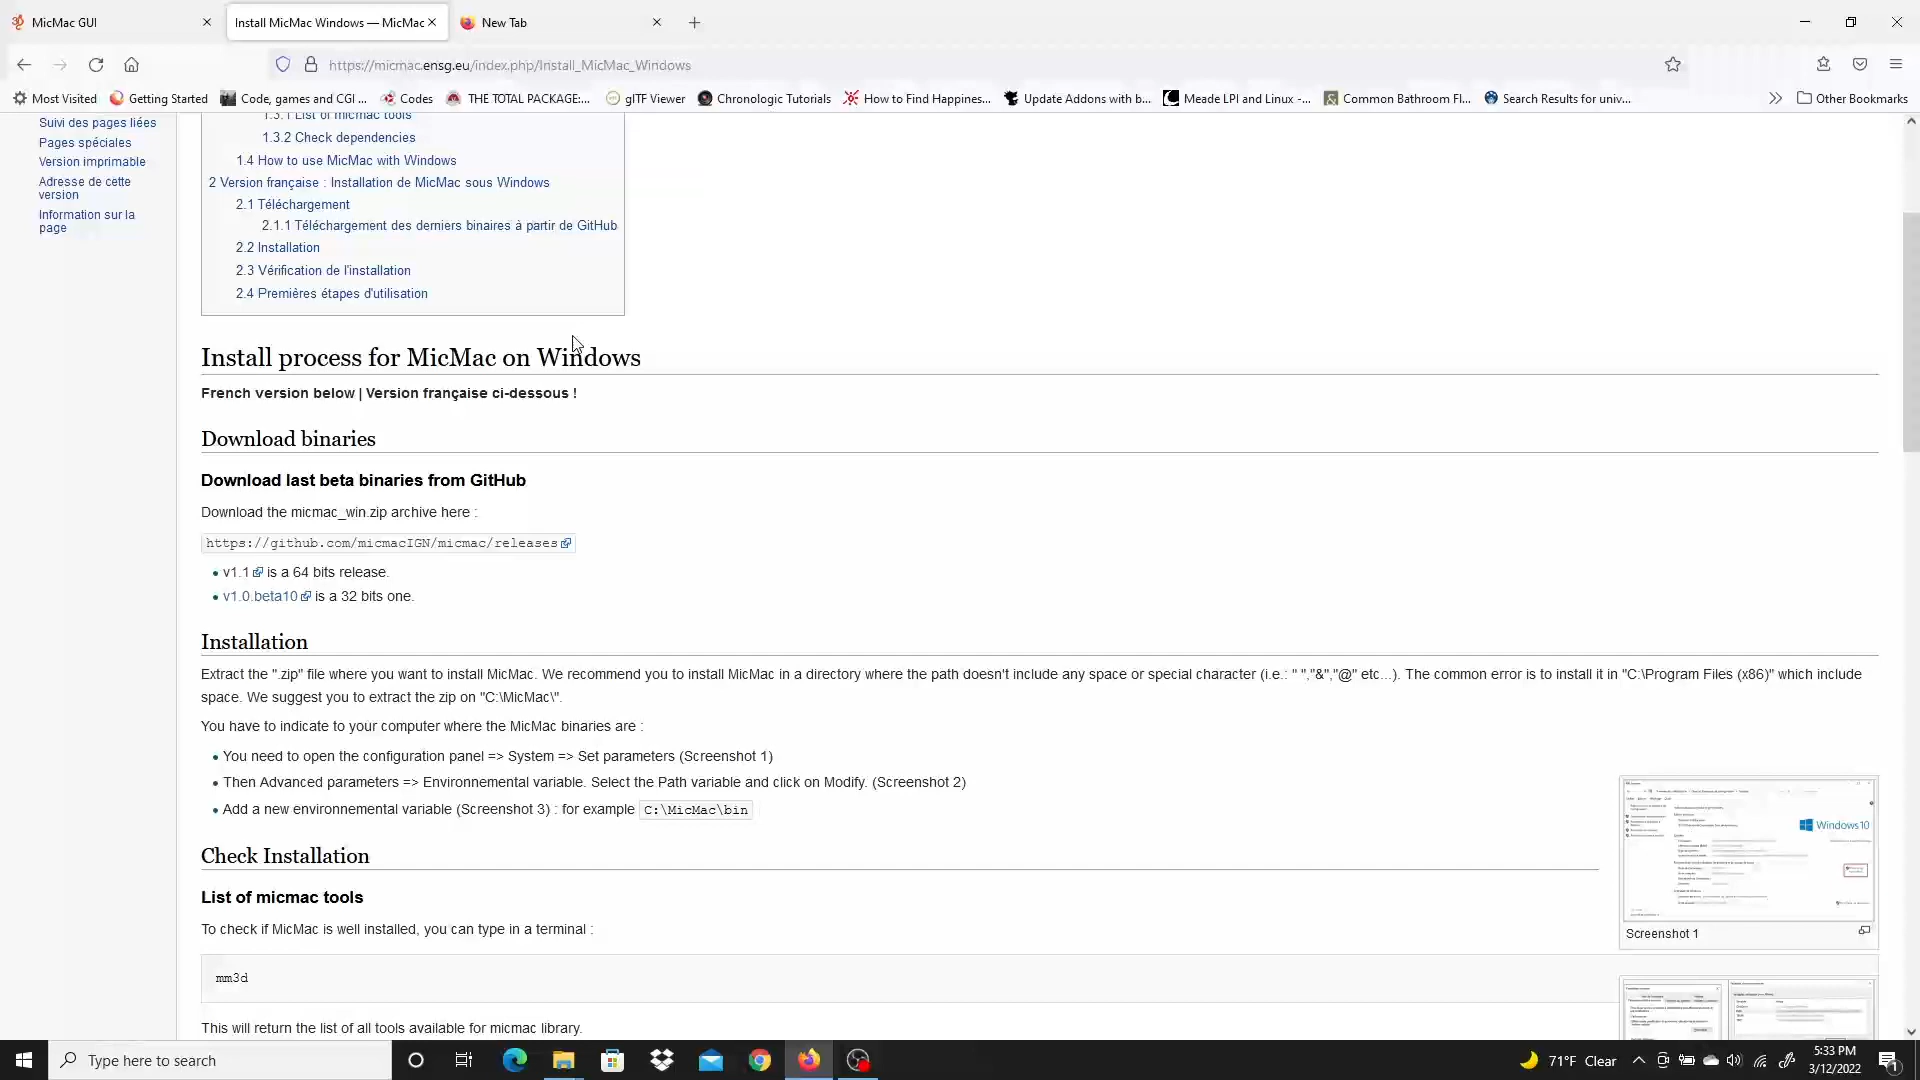 MicMac GUI
Install MicMac Windows — MicMac
New Tab
https://micmac.ensg.eu/index.php/Install_MicMac_Windows
Most Visited
Getting Started
Code, games and CGI ...
Codes
THE TOTAL PACKAGE:...
glTF Viewer
Chronologic Tutorials
How to Find Happines...
Update Addons with b...
Meade LPI and Linux -...
Common Bathroom Fl...
Search Results for univ...
Other Bookmarks
Suivi des pages liées
Pages spéciales
Version imprimable
Adresse de cette
version
Information sur la
page
1.3.1 List of micmac tools
1.3.2 Check dependencies
1.4 How to use MicMac with Windows
2 Version française : Installation de MicMac sous Windows
2.1 Téléchargement
2.1.1 Téléchargement des derniers binaires à partir de GitHub
2.2 Installation
2.3 Vérification de l'installation
2.4 Premières étapes d'utilisation
Install process for MicMac on Windows
French version below | Version française ci-dessous !
Download binaries
Download last beta binaries from GitHub
Download the micmac_win.zip archive here :
https://github.com/micmacIGN/micmac/releases
v1.1 is a 64 bits release.
v1.0.beta10 is a 32 bits one.
Installation
Extract the ".zip" file where you want to install MicMac. We recommend you to install MicMac in a directory where the path doesn't include any space or special character (i.e.: " ","&","@" etc...). The common error is to install it in "C:\Program Files (x86)" which include
space. We suggest you to extract the zip on "C:\MicMac\".
You have to indicate to your computer where the MicMac binaries are :
You need to open the configuration panel => System => Set parameters (Screenshot 1)
Then Advanced parameters => Environnemental variable. Select the Path variable and click on Modify. (Screenshot 2)
Add a new environnemental variable (Screenshot 3) : for example C:\MicMac\bin
Windows10
Screenshot 1
Check Installation
List of micmac tools
To check if MicMac is well installed, you can type in a terminal :
mm3d
This will return the list of all tools available for micmac library.
Type here to search
71°F Clear
5:33 PM
3/12/2022
1